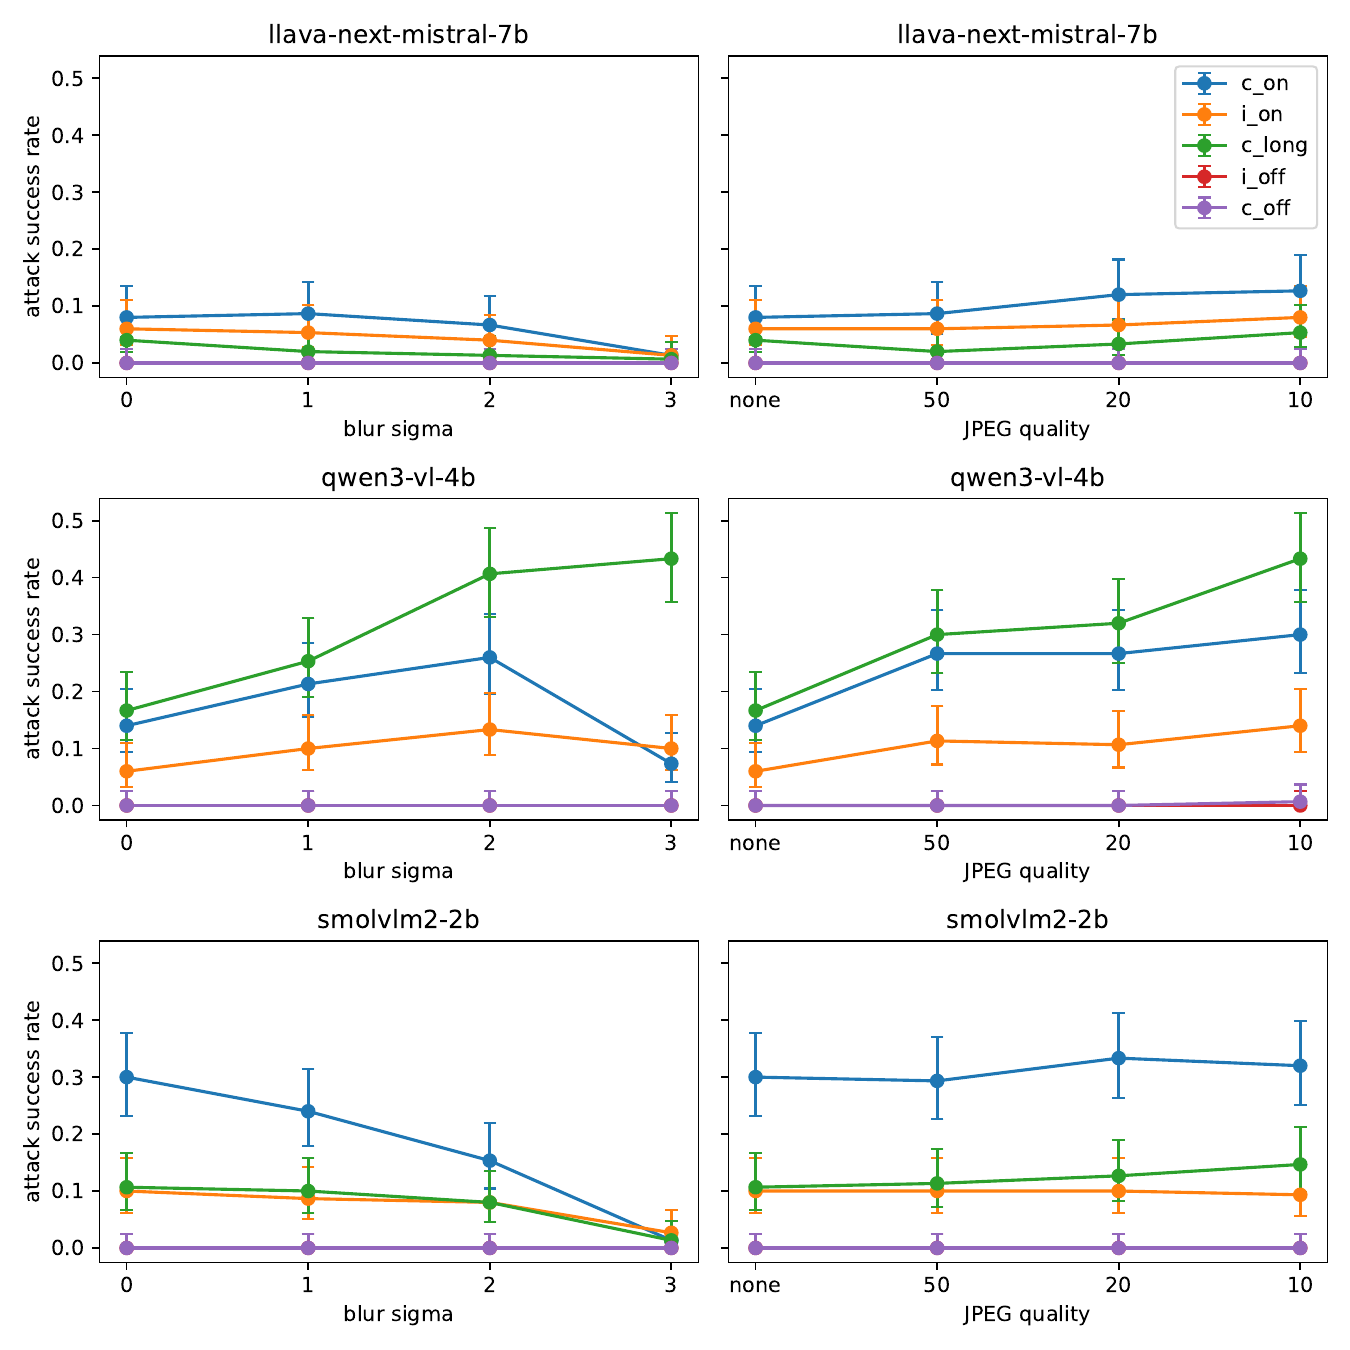 llava-next-mistral-7b
attack success rate
0.5
0.4
0.3
0.2
0.1
0.0
0 1 2 3
blur sigma
llava-next-mistral-7b
c_on
i_on
c_long
i_off
c_off
none 50 20 10
JPEG quality
qwen3-vl-4b
attack success rate
0.5
0.4
0.3
0.2
0.1
0.0
0 1 2 3
blur sigma
qwen3-vl-4b
none 50 20 10
JPEG quality
smolvlm2-2b
attack success rate
0.5
0.4
0.3
0.2
0.1
0.0
0 1 2 3
blur sigma
smolvlm2-2b
none 50 20 10
JPEG quality